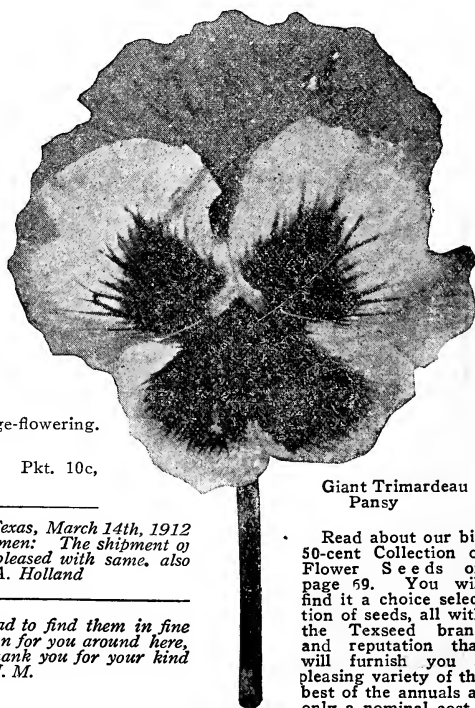 ge-flowering.
Pkt. 10c,
Texas, March 14th, 1912
men: The shipment of
pleased with same. also
A. Holland
ad to find them in fine
n for you around here,
ank you for your kind
J. M.
Giant Trimardeau
Pansy
Read about our bi
50-cent Collection o
Flower Seeds o
page 69. You wil
find it a choice selec
tion of seeds, all with
the Texseed bran
and reputation tha
will furnish you
pleasing variety of th
best of the annuals a
only a nominal cost